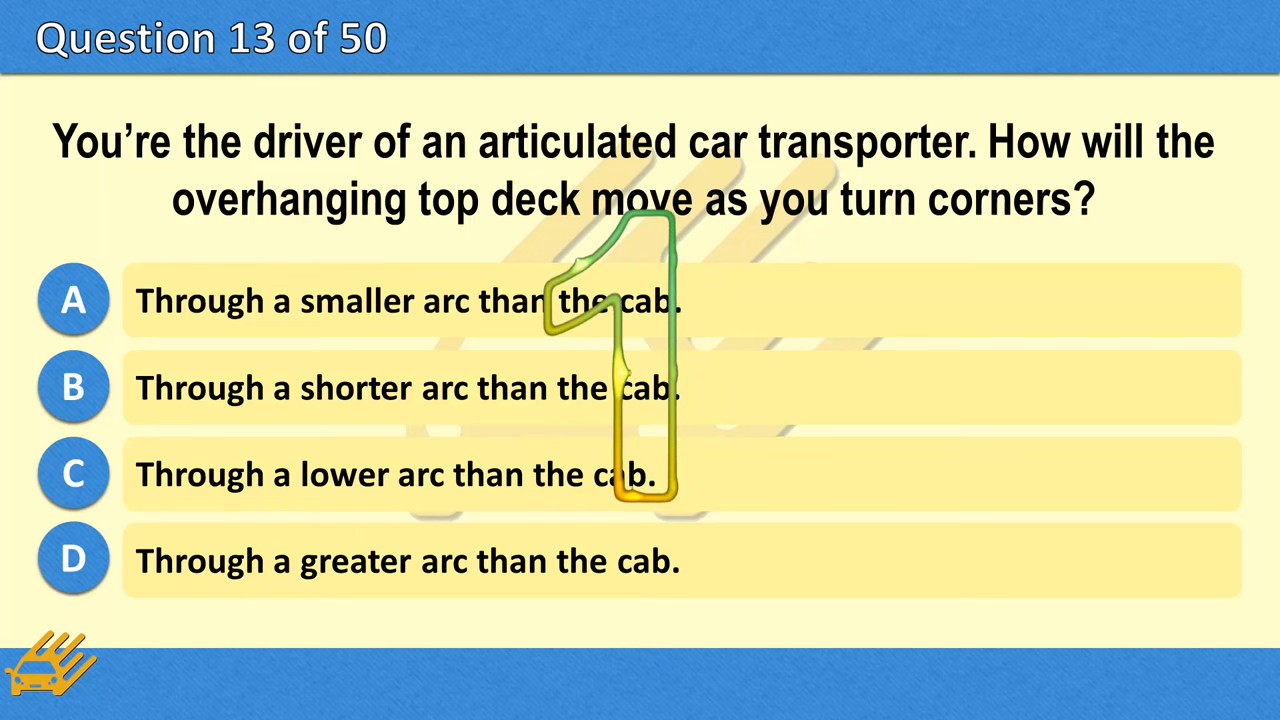 Question 13 of 50
You’re the driver of an articulated car transporter. How will the
overhanging top deck move as you turn corners?
A Through a smaller arc than the cab.
B Through a shorter arc than the cab.
C Through a lower arc than the cab.
D Through a greater arc than the cab.
1